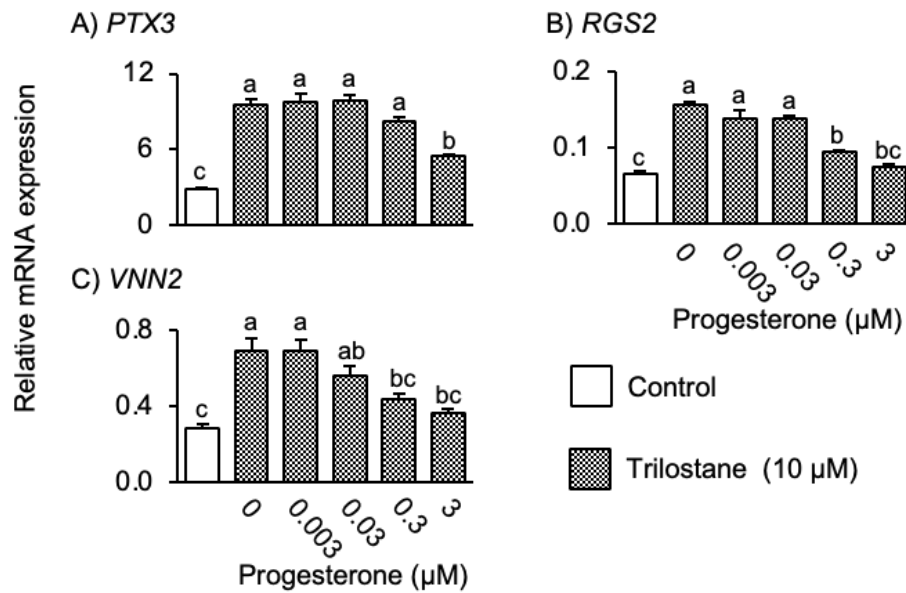 A) PTX3
Relative mRNA expression
12
6
0
c
a
a
a
a
b
B) RGS2
0.2
0.1
0.0
c
a
a
a
b
bc
0
0.003
0.03
0.3
3
Progesterone (µM)
C) VNN2
0.8
0.4
0.0
c
a
a
ab
bc
bc
0
0.003
0.03
0.3
3
Progesterone (µM)
Control
Trilostane (10 µM)